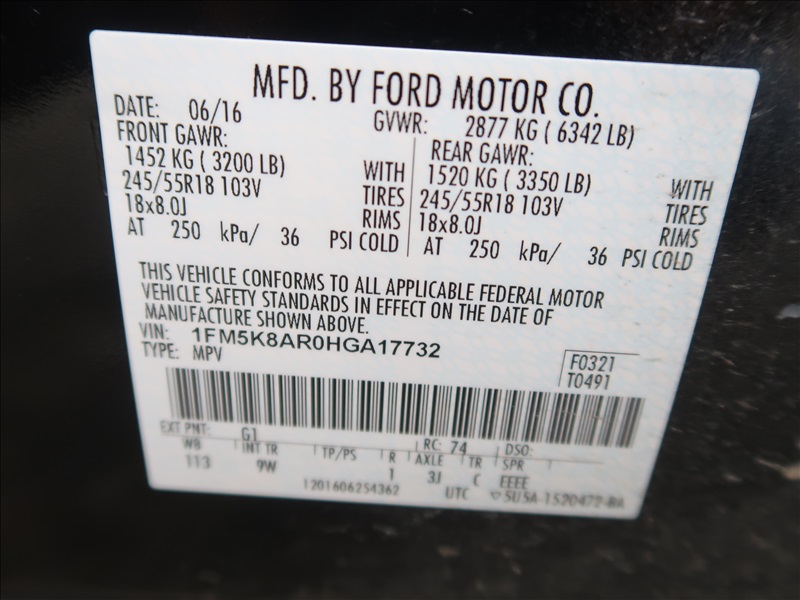 MFD. BY FORD MOTOR CO.
DATE: 06/16 GVWR: 2877 KG ( 6342 LB)
FRONT GAWR: REAR GAWR:
1452 KG ( 3200 LB) WITH 1520 KG ( 3350 LB) WITH
245/55R18 103V TIRES 245/55R18 103V TIRES
18x8.0J RIMS 18x8.0J RIMS
AT 250 kPa/ 36 PSI COLD AT 250 kPa/ 36 PSI COLD
THIS VEHICLE CONFORMS TO ALL APPLICABLE FEDERAL MOTOR
VEHICLE SAFETY STANDARDS IN EFFECT ON THE DATE OF
MANUFACTURE SHOWN ABOVE.
VIN: 1FM5K8AR0HGA17732
TYPE: MPV
F0321
T0491
EXT PNT: G1 RC: 74 DSO:
WB INT TR TP/PS R AXLE TR SPR
113 9W 1 3J C EEEE
1201606254362 UTC 5U5A-1520472-BA